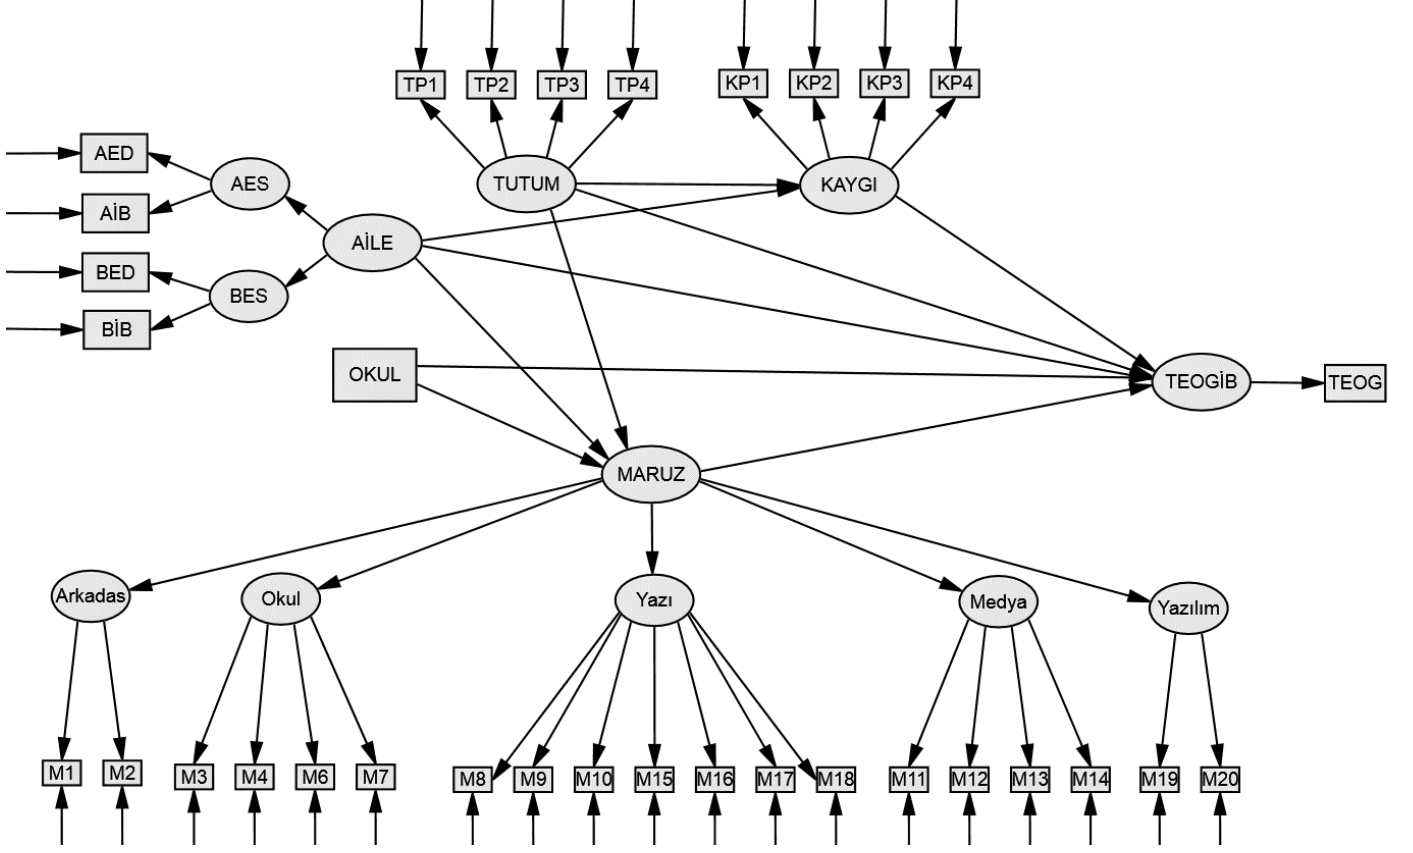 TP1 TP2 TP3 TP4 KP1 KP2 KP3 KP4
AED
AES
TUTUM
KAYGI
AİB
AİLE
BED
BES
BİB
OKUL
TEOGİB
TEOG
MARUZ
Arkadas
Okul
Yazı
Medya
Yazılım
M1 M2 M3 M4 M6 M7 M8 M9 M10 M15 M16 M17 M18 M11 M12 M13 M14 M19 M20